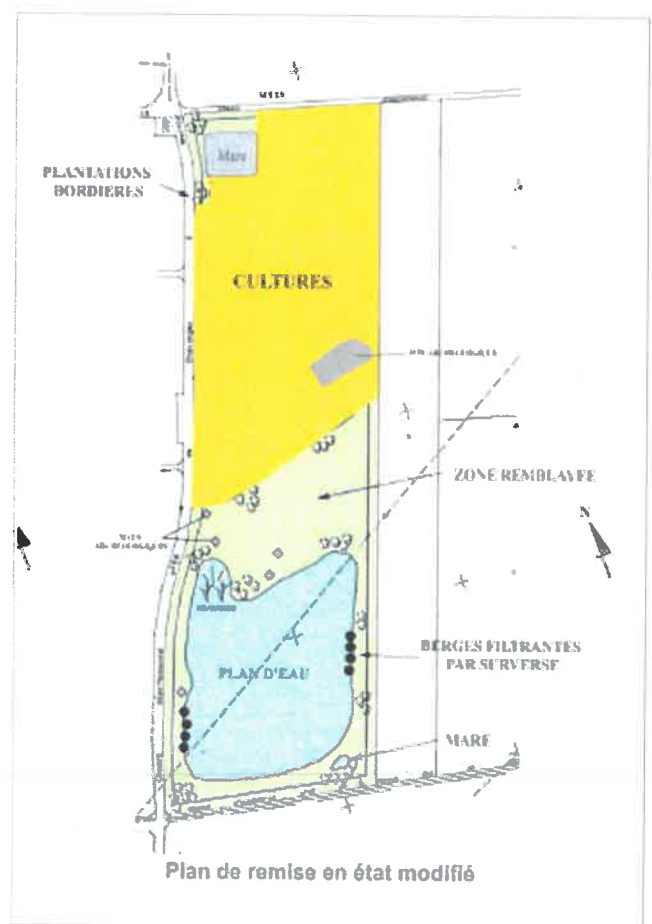 Mare
PLANTATIONS
BORDIERES
CULTURES
ZONE REMBLAYEE
N
BERGES FILTRANTES
PAR SURVERSE
PLAN D'EAU
MARE
Plan de remise en état modifié